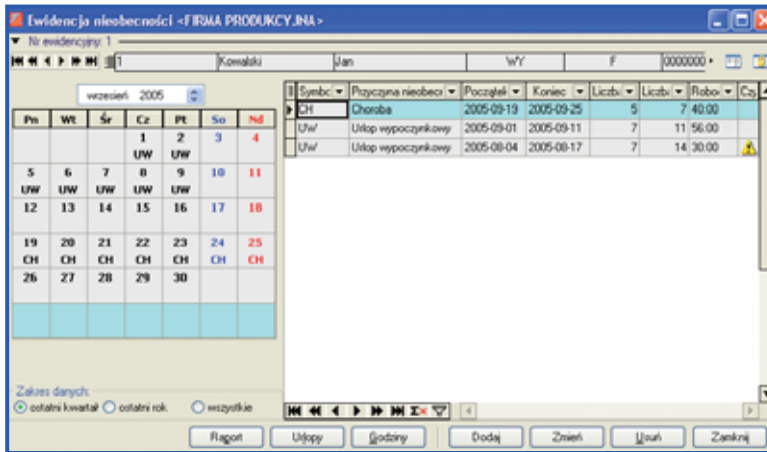 Ewidencja nieobecności <FIRMA PRODUKCYJNA>
Nr ewidencyjny: 1
1 Kowalski Jan WY F 0000000
wrzesień 2005
Pn Wt Śr Cz Pt So Nd
1 2 3 4
UW UW
5 6 7 8 9 10 11
UW UW UW UW UW
12 13 14 15 16 17 18
19 20 21 22 23 24 25
CH CH CH CH CH CH CH
26 27 28 29 30
Zakres danych:
ostatni kwartał ostatni rok wszystkie
Symbc Przyczyna nieobecr Początek Koniec Liczba Liczba Robo Czy
CH Choroba 2005-09-19 2005-09-25 5 7 40:00
UW Urlop wypoczynkowy 2005-09-01 2005-09-11 7 11 56:00
UW Urlop wypoczynkowy 2005-08-04 2005-08-17 7 14 30:00
Raport Urlopy Godziny Dodaj Zmień Usuń Zamknij